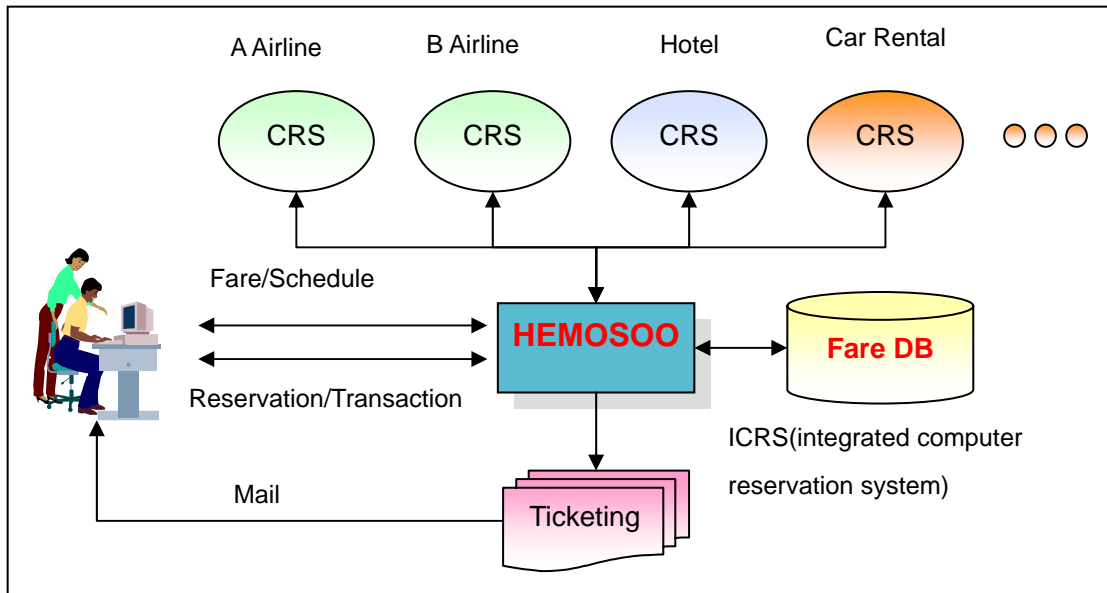 A Airline
B Airline
Hotel
Car Rental
CRS
CRS
CRS
CRS
Fare/Schedule
HEMOSOO
Fare DB
Reservation/Transaction
ICRS(integrated computer
reservation system)
Mail
Ticketing